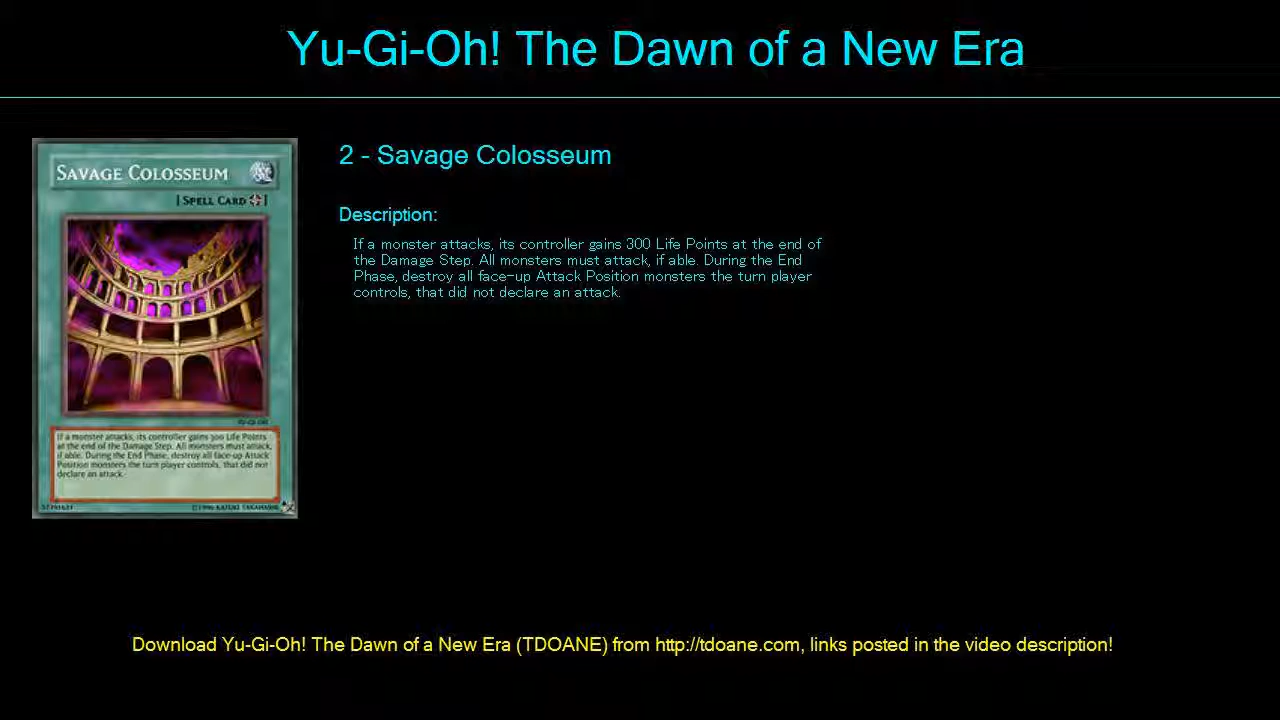 Yu-Gi-Oh! The Dawn of a New Era
2 - Savage Colosseum
Description:
If a monster attacks, its controller gains 300 Life Points at the end of
the Damage Step. All monsters must attack, if able. During the End
Phase, destroy all face-up Attack Position monsters the turn player
controls, that did not declare an attack.
SAVAGE COLOSSEUM
[ SPELL CARD ]
If a monster attacks, its controller gains 300 Life Points
at the end of the Damage Step. All monsters must attack,
if able. During the End Phase, destroy all face-up Attack
Position monsters the turn player controls, that did not
declare an attack.
©1996 KAZUKI TAKAHASHI
Download Yu-Gi-Oh! The Dawn of a New Era (TDOANE) from http://tdoane.com, links posted in the video description!